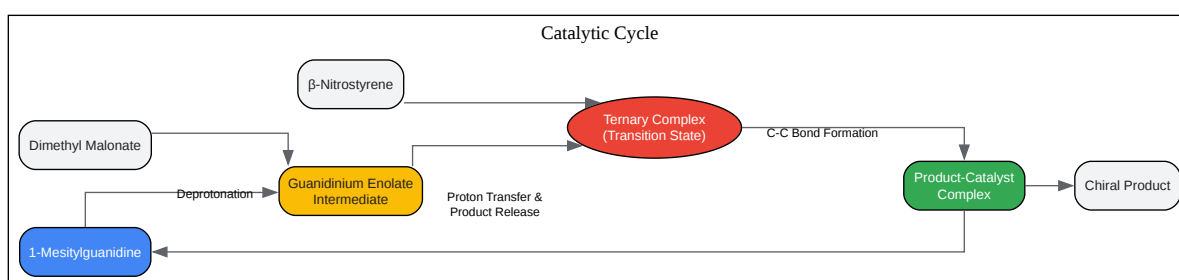 Catalytic Cycle
β-Nitrostyrene
Ternary Complex
(Transition State)
C-C Bond Formation
Dimethyl Malonate
Deprotonation
Guanidinium Enolate
Intermediate
Proton Transfer &
Product Release
Product-Catalyst
Complex
Chiral Product
1-Mesitylguanidine